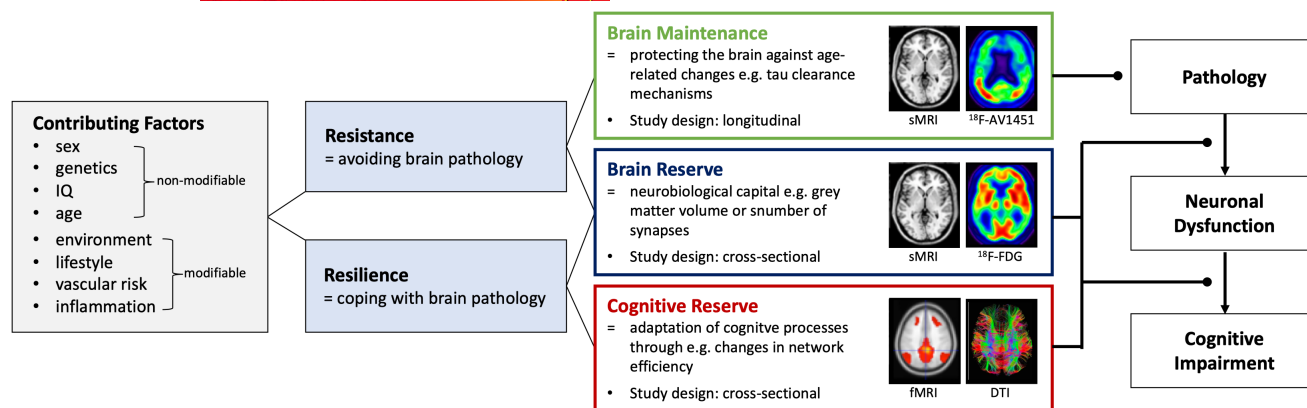 Contributing Factors
• sex
• genetics
• IQ
• age
non-modifiable
• environment
• lifestyle
• vascular risk
• inflammation
modifiable
Resistance
= avoiding brain pathology
Resilience
= coping with brain pathology
Brain Maintenance
= protecting the brain against age-
related changes e.g. tau clearance
mechanisms
• Study design: longitudinal
sMRI
¹⁸F-AV1451
Brain Reserve
= neurobiological capital e.g. grey
matter volume or snumber of
synapses
• Study design: cross-sectional
sMRI
¹⁸F-FDG
Cognitive Reserve
= adaptation of cognitve processes
through e.g. changes in network
efficiency
• Study design: cross-sectional
fMRI
DTI
Pathology
Neuronal
Dysfunction
Cognitive
Impairment